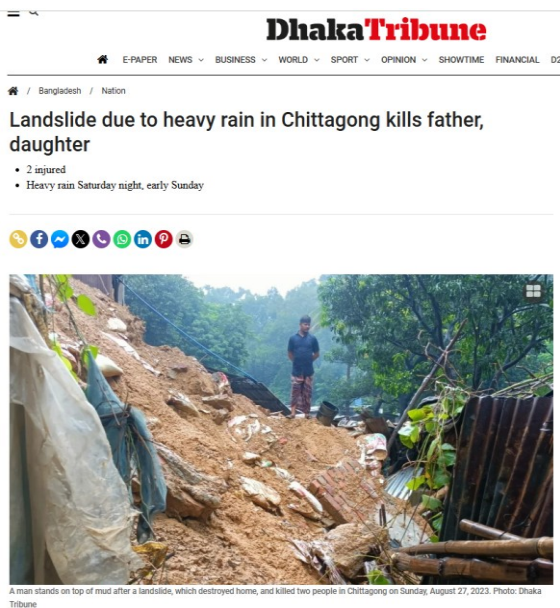 DhakaTribune
E-PAPER NEWS BUSINESS WORLD SPORT OPINION SHOWTIME FINANCIAL D2
/ Bangladesh / Nation
Landslide due to heavy rain in Chittagong kills father,
daughter
• 2 injured
• Heavy rain Saturday night, early Sunday
A man stands on top of mud after a landslide, which destroyed home, and killed two people in Chittagong on Sunday, August 27, 2023. Photo: Dhaka
Tribune